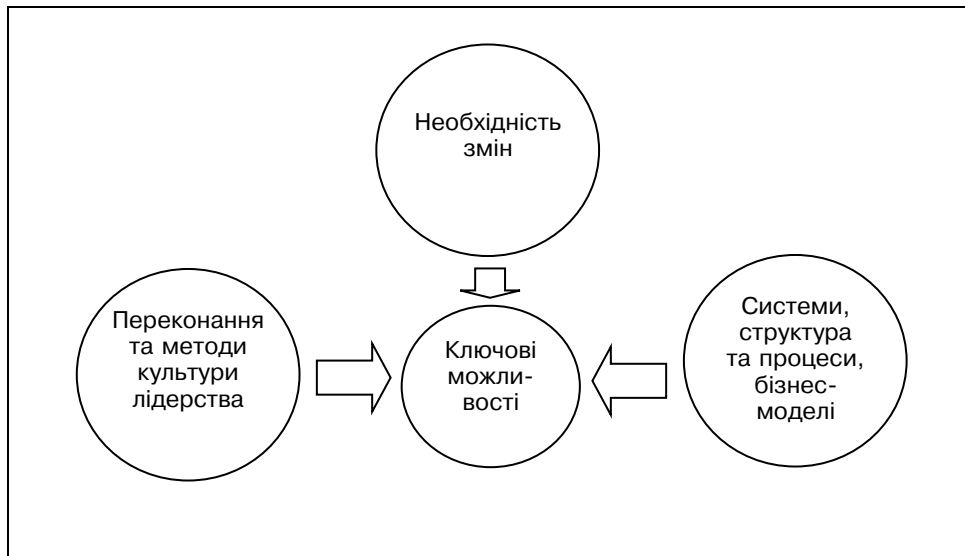 Необхідність
змін
Переконання
та методи
культури
лідерства
Ключові
можли-
вості
Системи,
структура
та процеси,
бізнес-
моделі